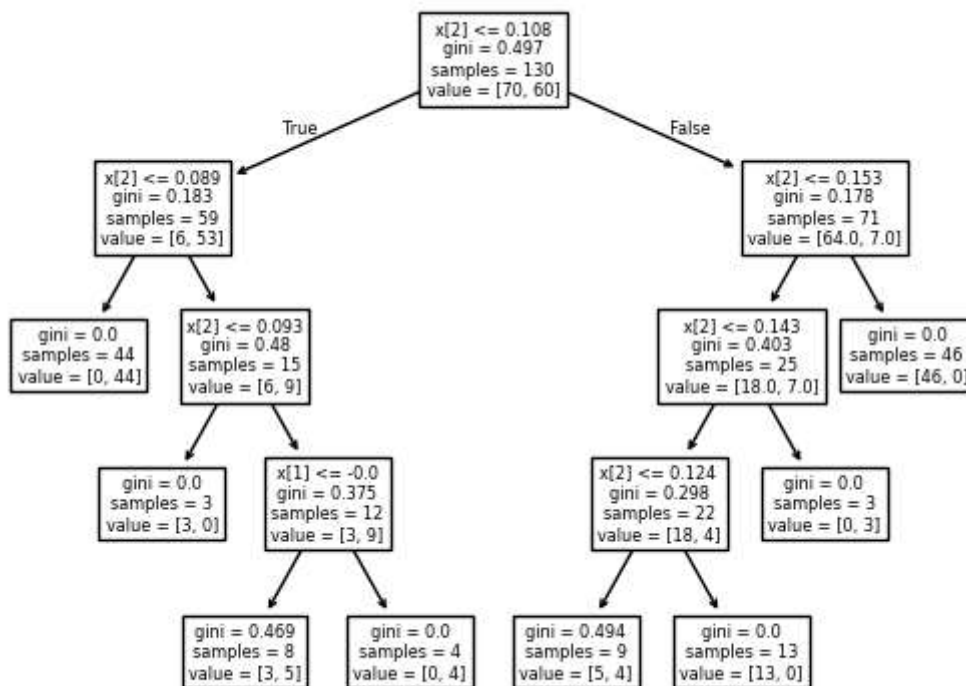 x[2] <= 0.108
gini = 0.497
samples = 130
value = [70, 60]
True
False
x[2] <= 0.089
gini = 0.183
samples = 59
value = [6, 53]
x[2] <= 0.153
gini = 0.178
samples = 71
value = [64.0, 7.0]
gini = 0.0
samples = 44
value = [0, 44]
x[2] <= 0.093
gini = 0.48
samples = 15
value = [6, 9]
x[2] <= 0.143
gini = 0.403
samples = 25
value = [18.0, 7.0]
gini = 0.0
samples = 46
value = [46, 0]
gini = 0.0
samples = 3
value = [3, 0]
x[1] <= -0.0
gini = 0.375
samples = 12
value = [3, 9]
x[2] <= 0.124
gini = 0.298
samples = 22
value = [18, 4]
gini = 0.0
samples = 3
value = [0, 3]
gini = 0.469
samples = 8
value = [3, 5]
gini = 0.0
samples = 4
value = [0, 4]
gini = 0.494
samples = 9
value = [5, 4]
gini = 0.0
samples = 13
value = [13, 0]